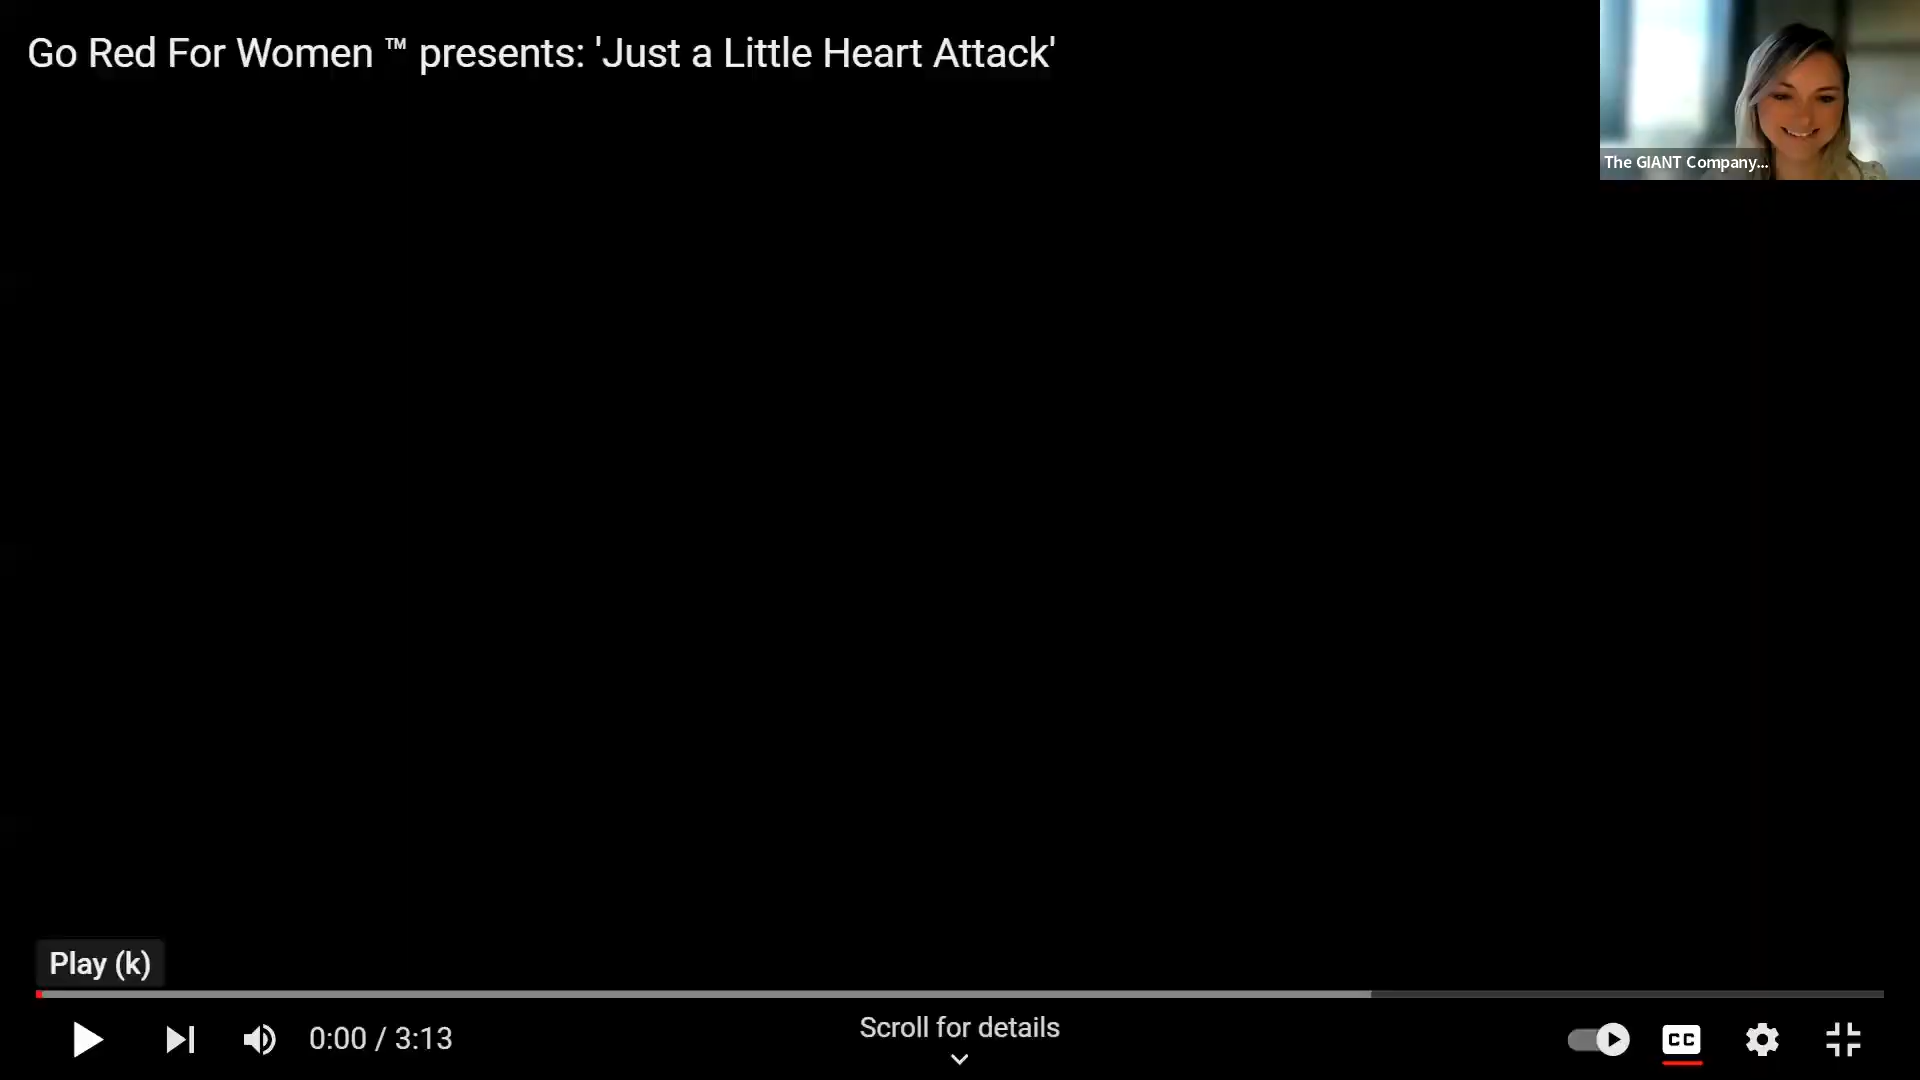 Go Red For Women ™ presents: 'Just a Little Heart Attack'
The GIANT Company...
Play (k)
0:00 / 3:13
Scroll for details
CC